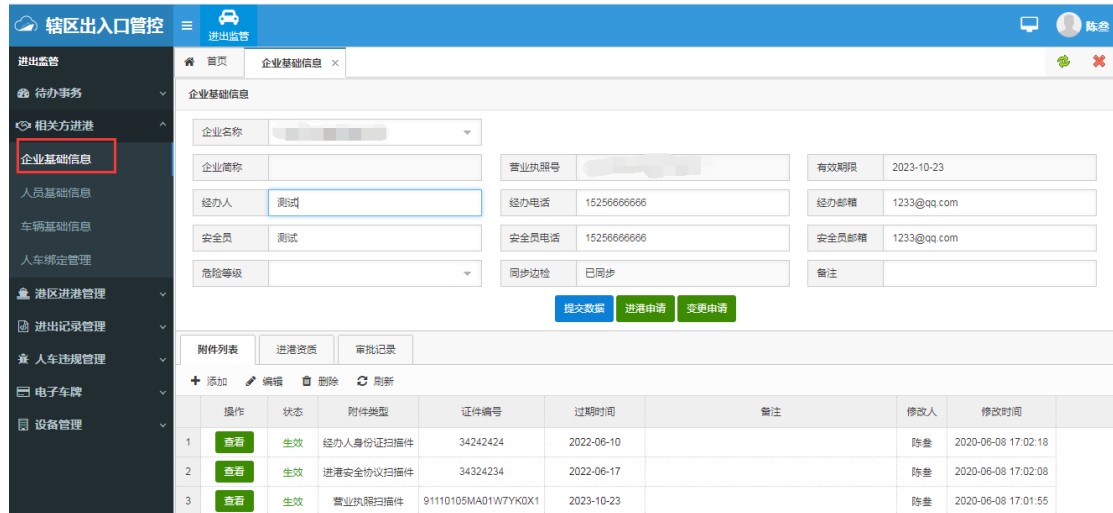 辖区出入口管控
进出监管
陈叁
进出监管
首页 企业基础信息 ×
待办事务
企业基础信息
相关方进港
企业名称
企业基础信息
企业简称 营业执照号 有效期限 2023-10-23
人员基础信息
经办人 测试 经办电话 15256666666 经办邮箱 1233@qq.com
车辆基础信息
安全员 测试 安全员电话 15256666666 安全员邮箱 1233@qq.com
人车绑定管理
危险等级 同步边检 已同步 备注
港区进港管理
提交数据 进港申请 变更申请
进出记录管理
附件列表 进港资质 审批记录
人车违规管理
添加 编辑 删除 刷新
电子车牌
操作 状态 附件类型 证件编号 过期时间 备注 修改人 修改时间
设备管理
1 查看 生效 经办人身份证扫描件 34242424 2022-06-10 陈叁 2020-06-08 17:02:18
2 查看 生效 进港安全协议扫描件 34324234 2022-06-17 陈叁 2020-06-08 17:02:08
3 查看 生效 营业执照扫描件 91110105MA01W7YK0X1 2023-10-23 陈叁 2020-06-08 17:01:55